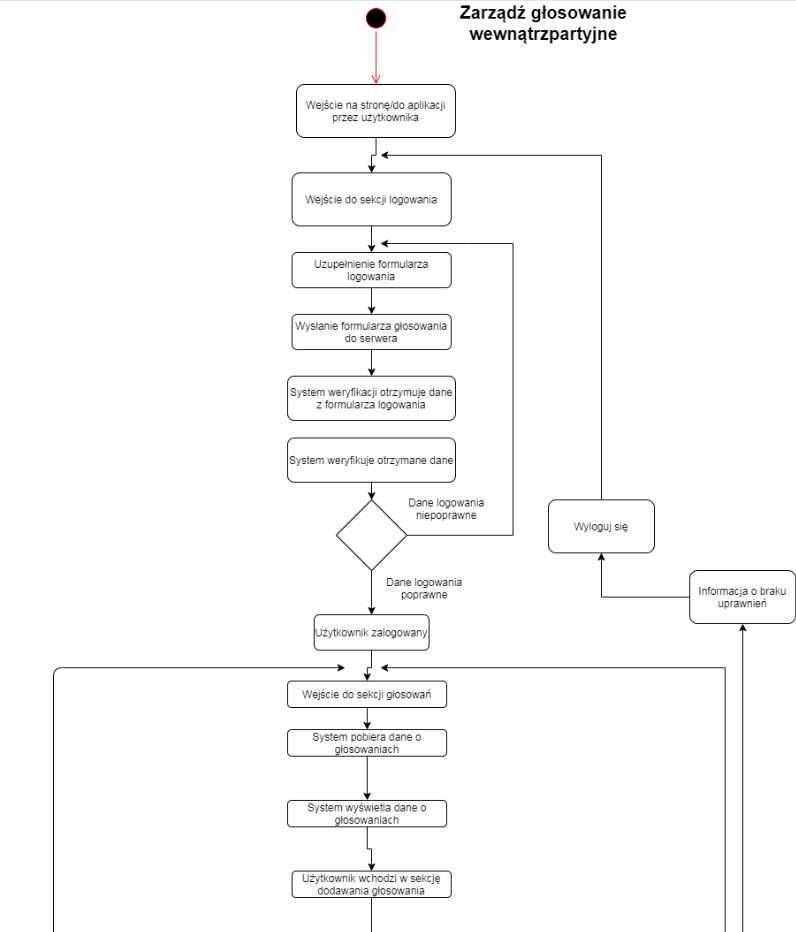 Zarządź głosowanie
wewnątrzpartyjne
Wejście na stronę/do aplikacji
przez użytkownika
Wejście do sekcji logowania
Uzupełnienie formularza
logowania
Wysłanie formularza głosowania
do serwera
System weryfikacji otrzymuje dane
z formularza logowania
System weryfikuje otrzymane dane
Dane logowania
niepoprawne
Wyloguj się
Dane logowania
poprawne
Informacja o braku
uprawnień
Użytkownik zalogowany
Wejście do sekcji głosowań
System pobiera dane o
głosowaniach
System wyświetla dane o
głosowaniach
Użytkownik wchodzi w sekcję
dodawania głosowania